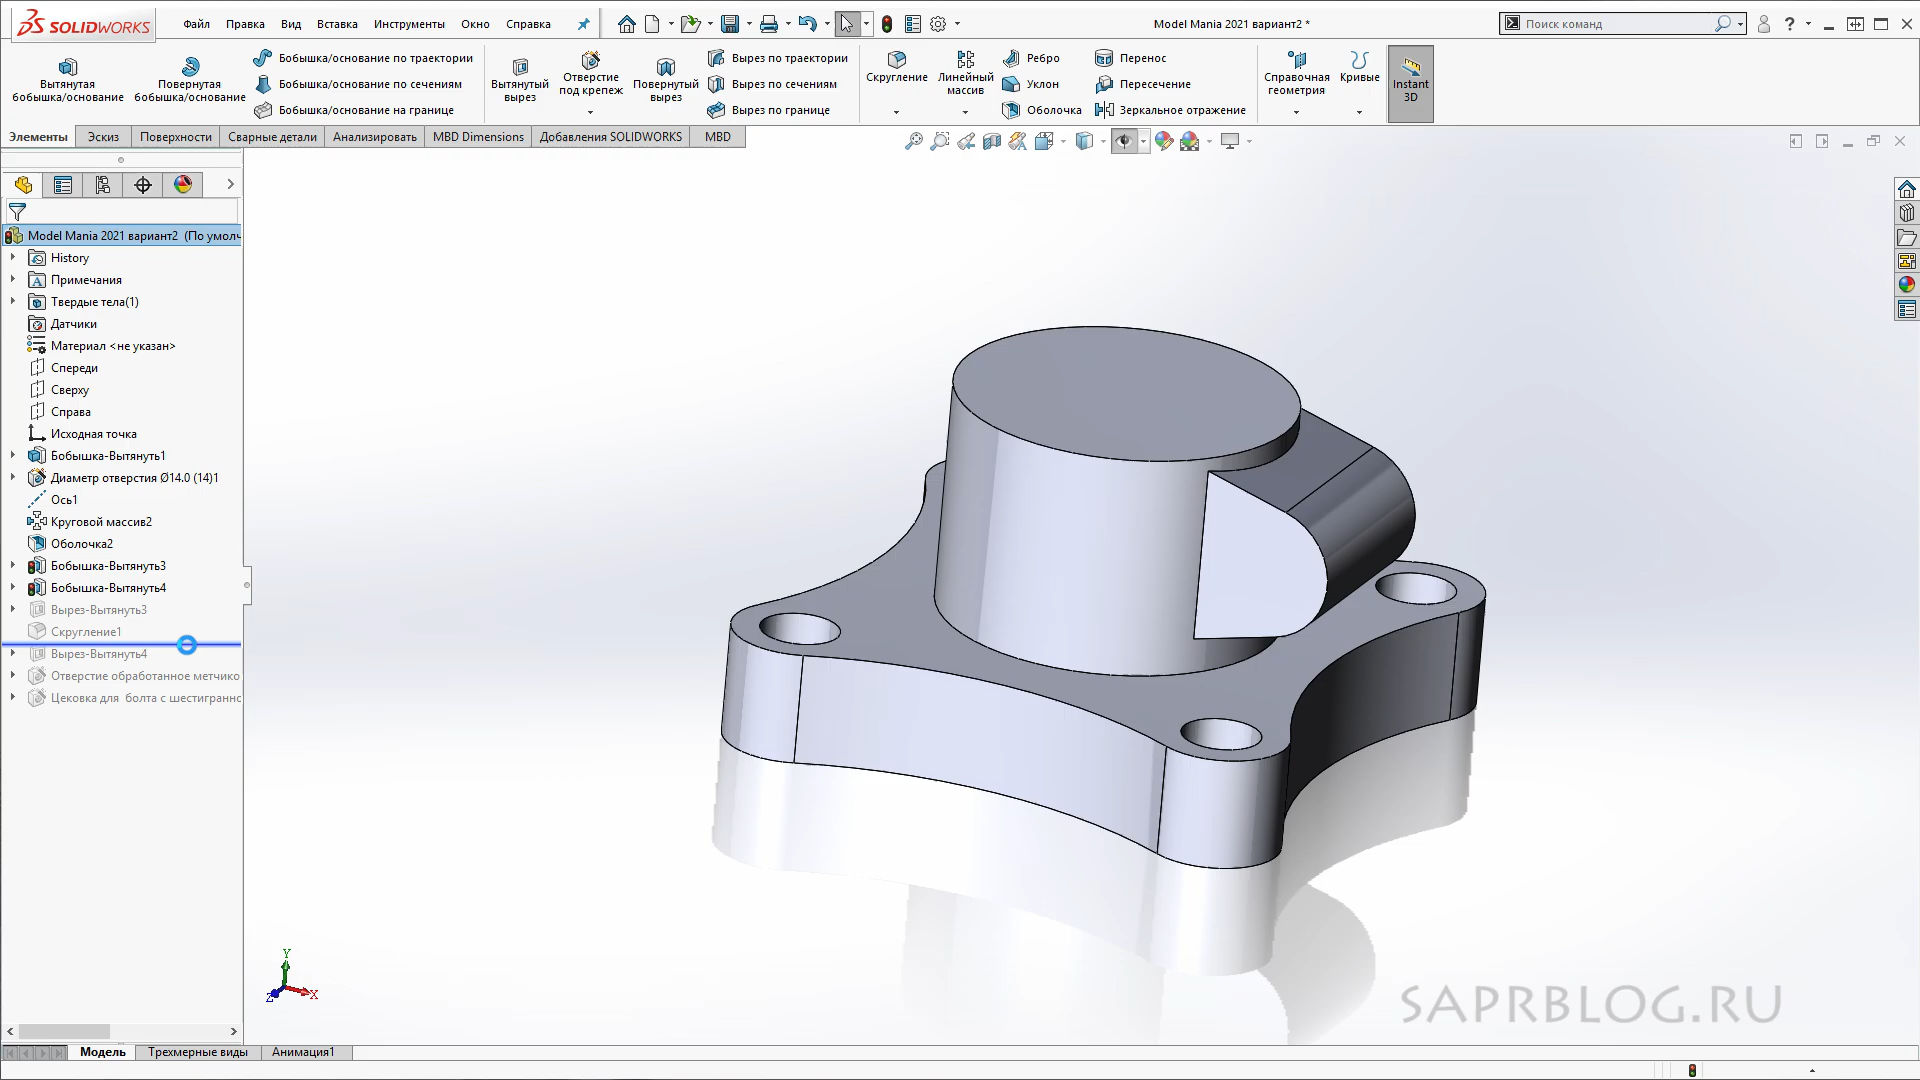 SOLIDWORKS Файл Правка Вид Вставка Инструменты Окно Справка Model Mania 2021 вариант2 * Поиск команд ?
Вытянутая бобышка/основание
Повернутая бобышка/основание
Бобышка/основание по траектории
Бобышка/основание по сечениям
Бобышка/основание на границе
Вытянутый вырез
Отверстие под крепеж
Повернутый вырез
Вырез по траектории
Вырез по сечениям
Вырез по границе
Скругление
Линейный массив
Ребро
Уклон
Оболочка
Перенос
Пересечение
Зеркальное отражение
Справочная геометрия
Кривые
Instant 3D
Элементы Эскиз Поверхности Сварные детали Анализировать MBD Dimensions Добавления SOLIDWORKS MBD
Model Mania 2021 вариант2 (По умолч
History
Примечания
Твердые тела(1)
Датчики
Материал <не указан>
Спереди
Сверху
Справа
Исходная точка
Бобышка-Вытянуть1
Диаметр отверстия Ø14.0 (14)1
Ось1
Круговой массив2
Оболочка2
Бобышка-Вытянуть3
Бобышка-Вытянуть4
Вырез-Вытянуть3
Скругление1
Вырез-Вытянуть4
Отверстие обработанное метчико
Цековка для болта с шестигранно
Y
Z
X
SAPRBLOG.RU
Модель Трехмерные виды Анимация1